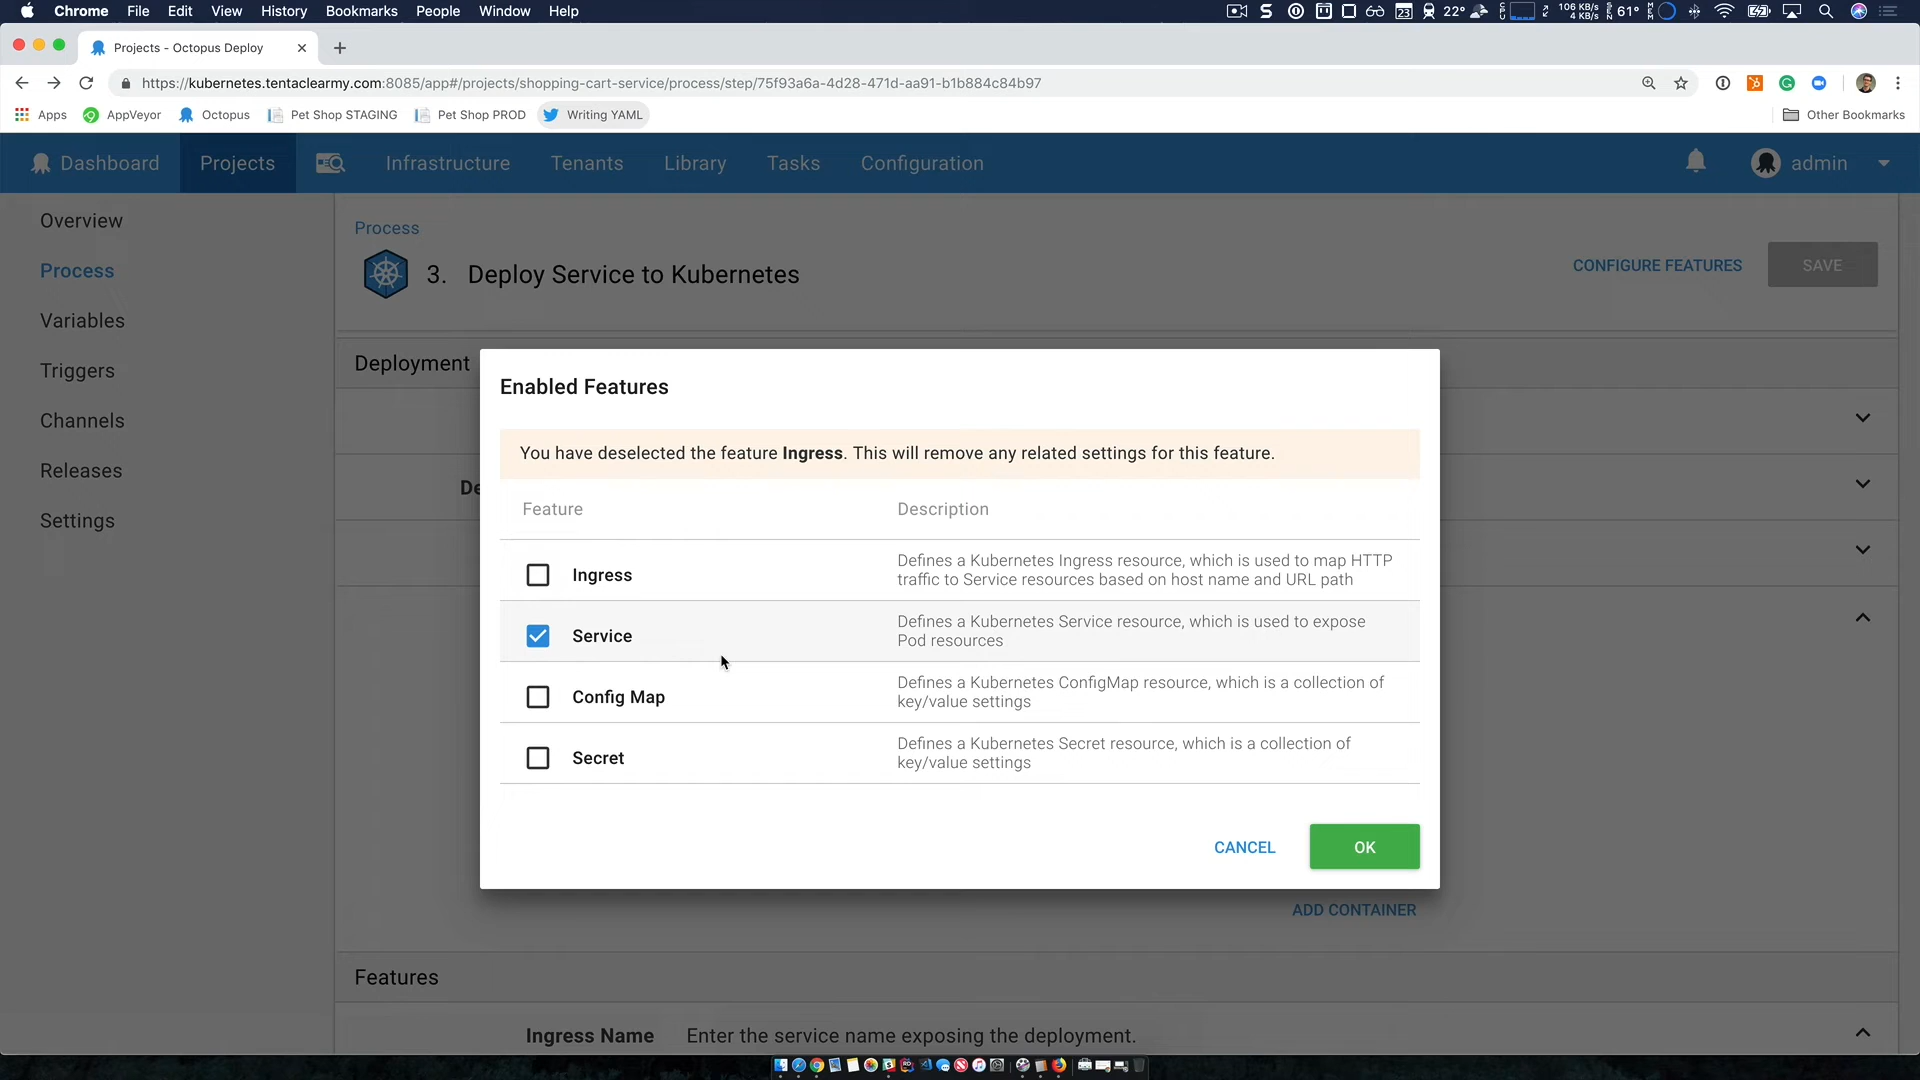 Chrome File Edit View History Bookmarks People Window Help
23 22° 106 KB/s 4 KB/s 61°
Projects - Octopus Deploy
https://kubernetes.tentaclearmy.com:8085/app#/projects/shopping-cart-service/process/step/75f93a6a-4d28-471d-aa91-b1b884c84b97
Apps AppVeyor Octopus Pet Shop STAGING Pet Shop PROD Writing YAML Other Bookmarks
Dashboard Projects Infrastructure Tenants Library Tasks Configuration admin
Overview
Process
Variables
Triggers
Channels
Releases
Settings
Process
3. Deploy Service to Kubernetes
CONFIGURE FEATURES SAVE
Deployment
De
Enabled Features
You have deselected the feature Ingress. This will remove any related settings for this feature.
Feature Description
Ingress Defines a Kubernetes Ingress resource, which is used to map HTTP
traffic to Service resources based on host name and URL path
Service Defines a Kubernetes Service resource, which is used to expose
Pod resources
Config Map Defines a Kubernetes ConfigMap resource, which is a collection of
key/value settings
Secret Defines a Kubernetes Secret resource, which is a collection of
key/value settings
CANCEL OK
ADD CONTAINER
Features
Ingress Name Enter the service name exposing the deployment.